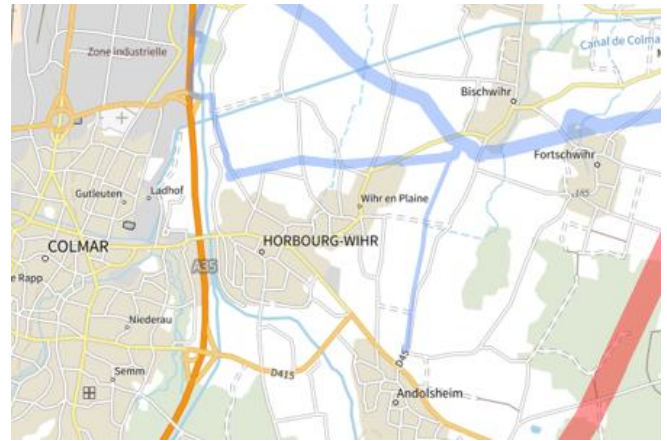 Zone industrielle
Canal de Colma
Bischwihr
Fortschwihr
Gutleuten
Ladhof
Wihr en Plaine
COLMAR
HORBOURG-WIHR
A35
e Rapp
Niederau
D45
D415
Semm
Andolsheim